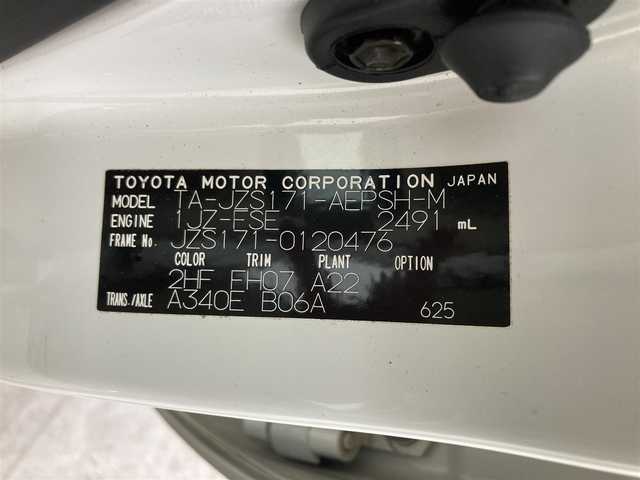 TOYOTA MOTOR CORPORATION JAPAN
MODEL TA-JZS171-AEPSH-M
ENGINE 1JZ-FSE 2491 mL
FRAME No. JZS171-0120476
COLOR TRIM PLANT OPTION
2HF FH07 A22
TRANS./AXLE A340E B06A
625